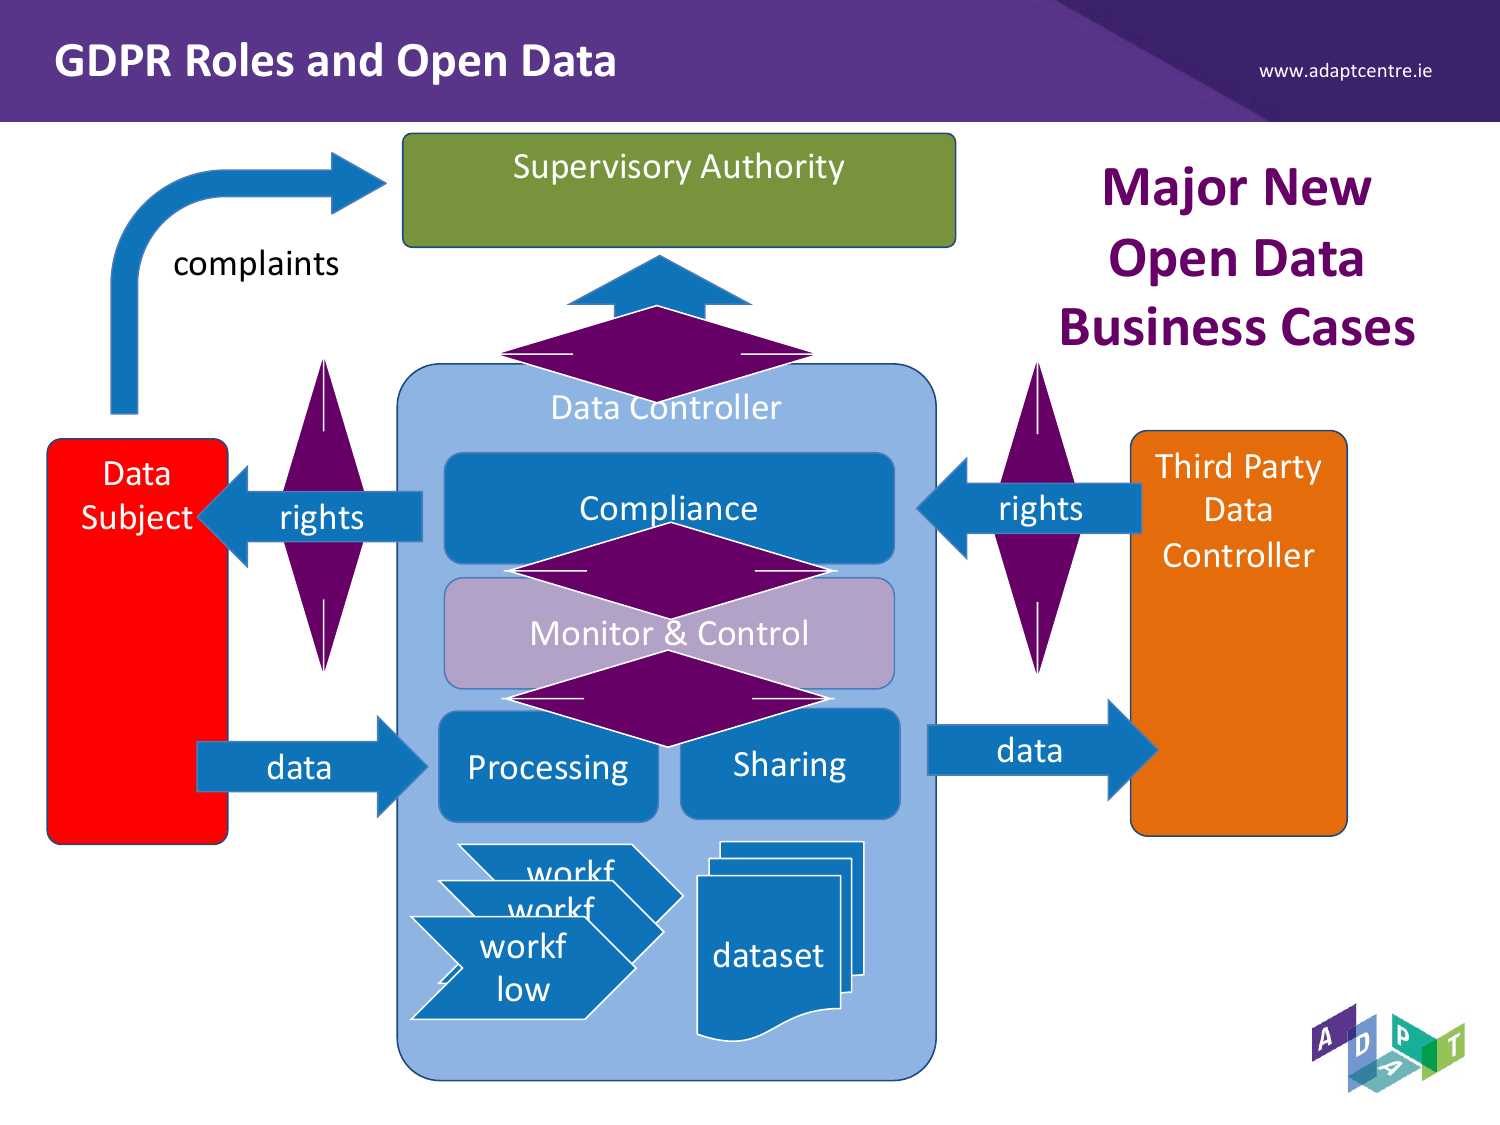 GDPR Roles and Open Data
www.adaptcentre.ie
Supervisory Authority
Major New
Open Data
Business Cases
complaints
Data Controller
Data
Subject
rights
Compliance
rights
Third Party
Data
Controller
Monitor & Control
data
Processing
Sharing
data
workf
workf
workf
low
dataset
A
D
A
P
T